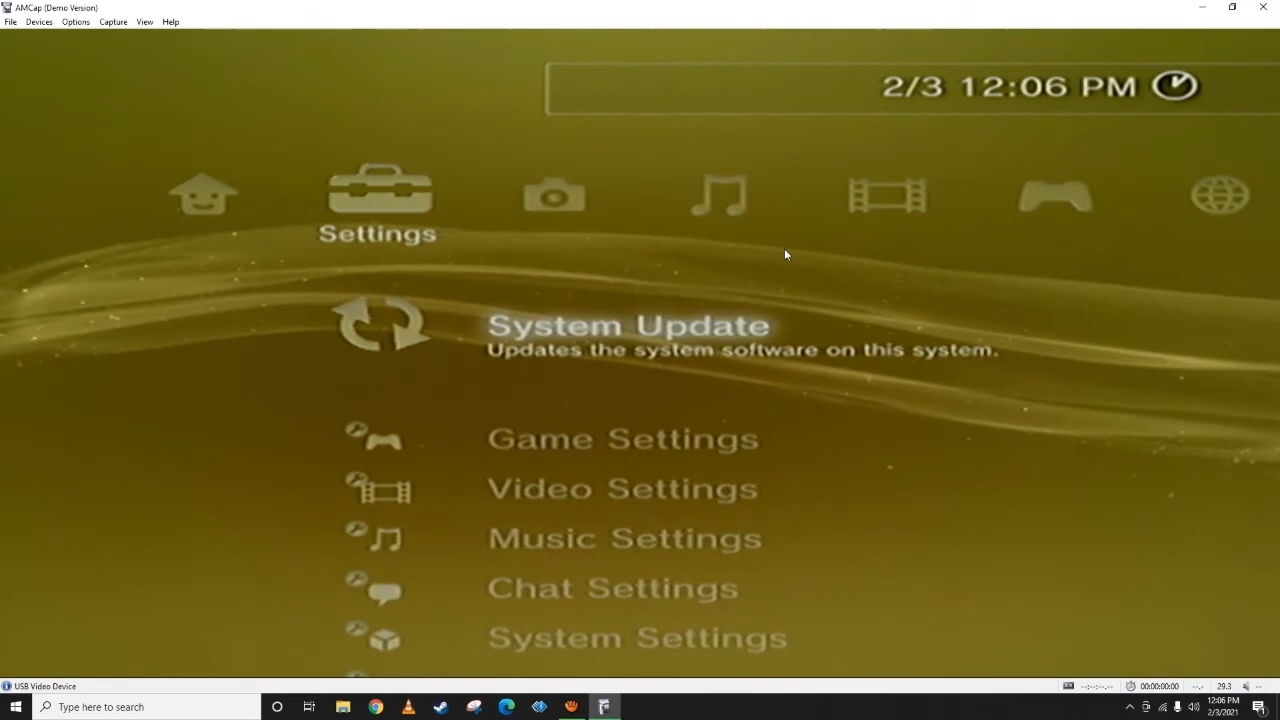 AMCap (Demo Version)
File Devices Options Capture View Help
2/3 12:06 PM
Settings
System Update
Updates the system software on this system.
Game Settings
Video Settings
Music Settings
Chat Settings
System Settings
USB Video Device --:--:--.-- 00:00:00:00 --.- 29.3 --
Type here to search
12:06 PM
2/3/2021